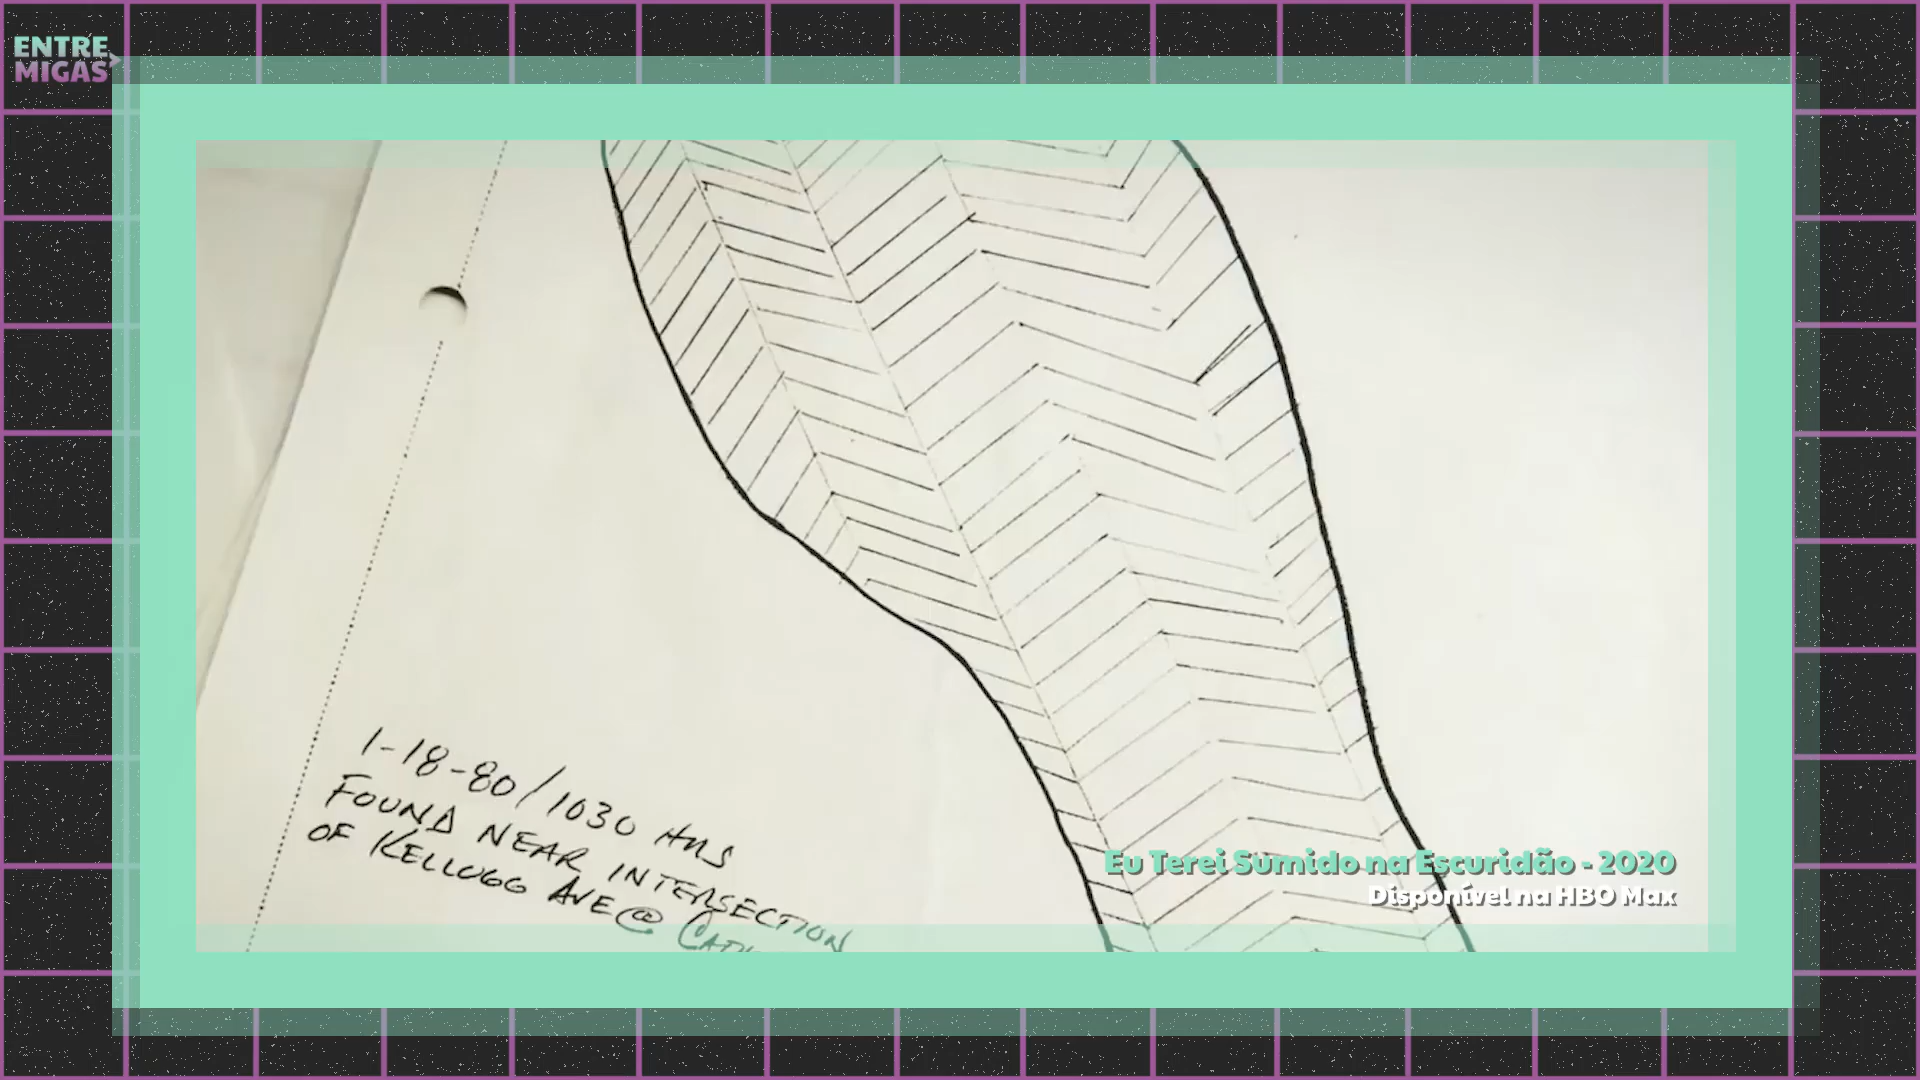 ENTRE
MIGAS
1-18-80/1030 HRS
FOUND NEAR INTERSECTION
OF KELLOGG AVE @
Eu Terei Sumido na Escuridão - 2020
Disponível na HBO Max